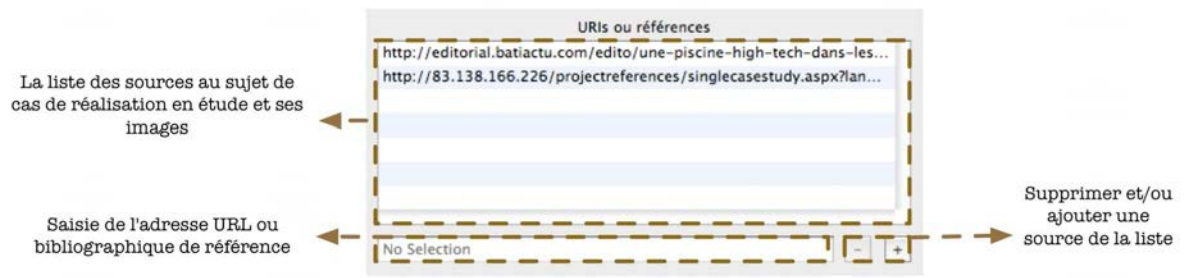 URIs ou références
http://editorial.batiactu.com/edito/une-piscine-high-tech-dans-les...
http://83.138.166.226/projectreferences/singlecasestudy.aspx?lan...
La liste des sources au sujet de
cas de réalisation en étude et ses
images
Saisie de l'adresse URL ou
bibliographique de référence
No Selection
-
+
Supprimer et/ou
ajouter une
source de la liste